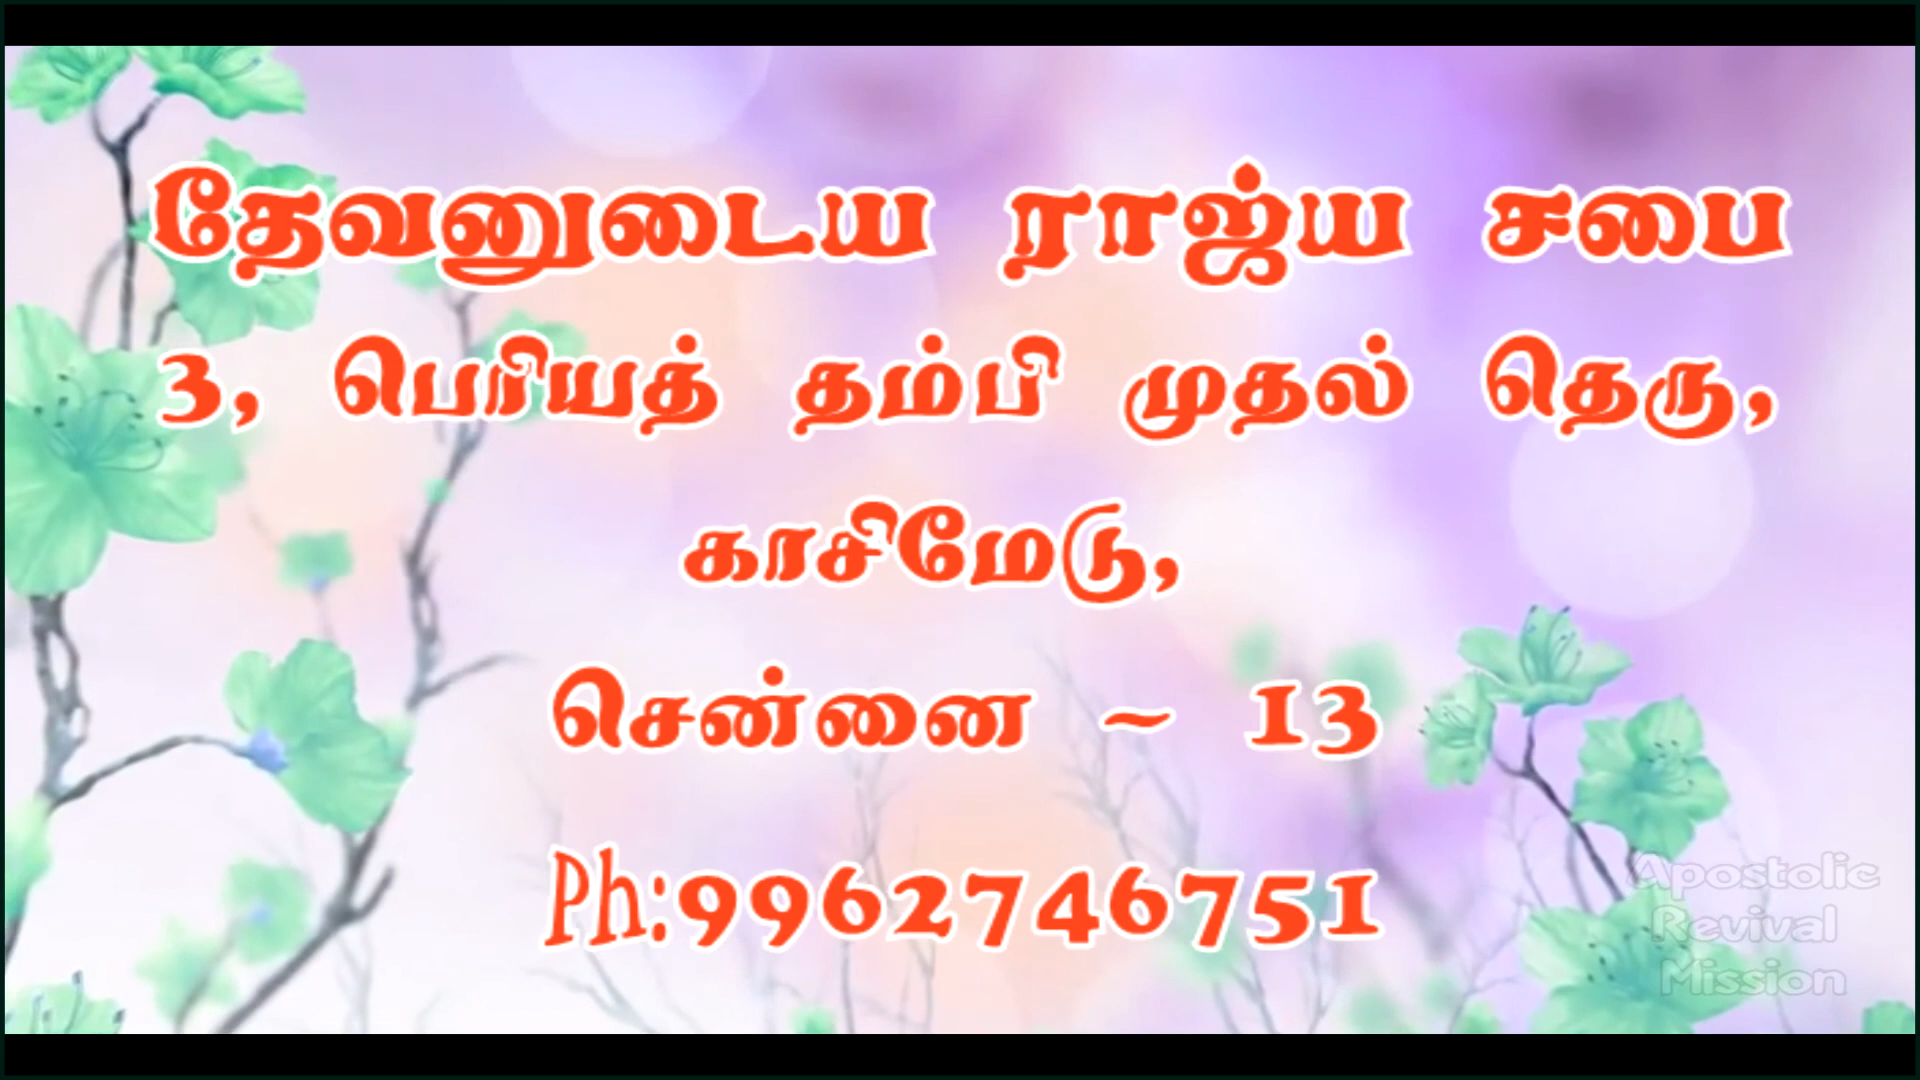 தேவனுடைய ராஜ்ய சபை
3, பெரியத் தம்பி முதல் தெரு,
காசிமேடு,
சென்னை ~ 13
Ph:9962746751
Apostolic
Revival
Mission